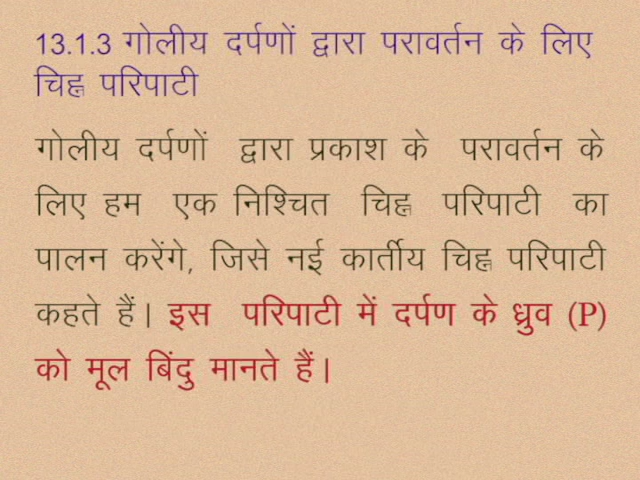 13.1.3 गोलीय दर्पणों द्वारा परावर्तन के लिए
चिह्न परिपाटी
गोलीय दर्पणों द्वारा प्रकाश के परावर्तन के
लिए हम एक निश्चित चिह्न परिपाटी का
पालन करेंगे, जिसे नई कार्तीय चिह्न परिपाटी
कहते हैं। इस परिपाटी में दर्पण के ध्रुव (P)
को मूल बिंदु मानते हैं।